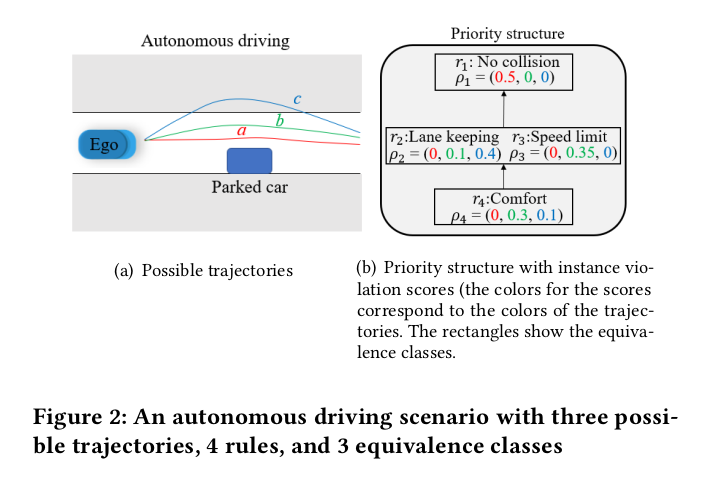 Autonomous driving
c
b
a
Ego
Parked car
(a) Possible trajectories
Priority structure
r₁: No collision
ρ₁ = (0.5, 0, 0)
r₂:Lane keeping r₃:Speed limit
ρ₂ = (0, 0.1, 0.4) ρ₃ = (0, 0.35, 0)
r₄:Comfort
ρ₄ = (0, 0.3, 0.1)
(b) Priority structure with instance vio-
lation scores (the colors for the scores
correspond to the colors of the trajec-
tories. The rectangles show the equiva-
lence classes.
Figure 2: An autonomous driving scenario with three possi-
ble trajectories, 4 rules, and 3 equivalence classes